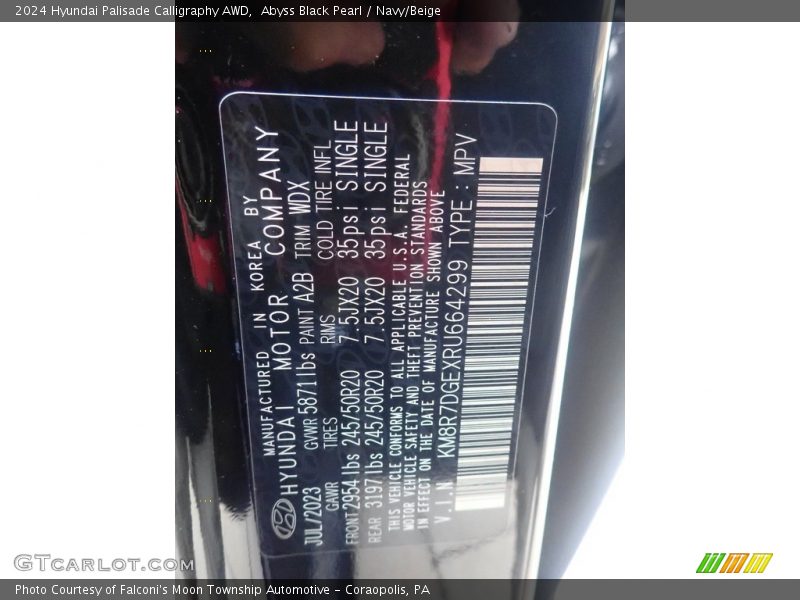 2024 Hyundai Palisade Calligraphy AWD,  Abyss Black Pearl / Navy/Beige
MANUFACTURED IN KOREA BY
HYUNDAI MOTOR COMPANY
JUL/2023 GVWR 5871lbs PAINT A2B TRIM WDX
GAWR TIRES RIMS COLD TIRE INFL
FRONT 2954 lbs 245/50R20 7.5JX20 35psi SINGLE
REAR 3197lbs 245/50R20 7.5JX20 35psi SINGLE
THIS VEHICLE CONFORMS TO ALL APPLICABLE U.S.A. FEDERAL
MOTOR VEHICLE SAFETY AND THEFT PREVENTION STANDARDS
IN EFFECT ON THE DATE OF MANUFACTURE SHOWN ABOVE
V.I.N KM8R7DGEXRU664299 TYPE : MPV
GTCARLOT.COM
Photo Courtesy of Falconi's Moon Township Automotive - Coraopolis, PA